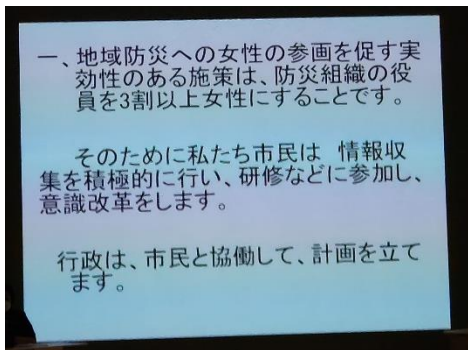 一、地域防災への女性の参画を促す実
効性のある施策は、防災組織の役
員を3割以上女性にすることです。
そのために私たち市民は　情報収
集を積極的に行い、研修などに参加し、
意識改革をします。
行政は、市民と協働して、計画を立て
ます。